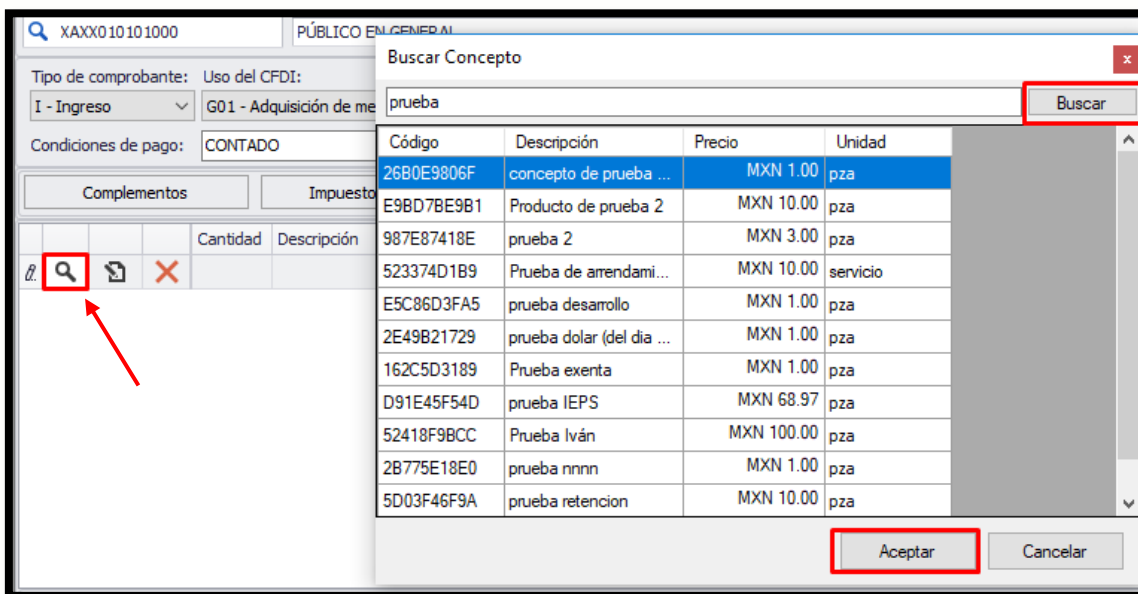 XAXX010101000 PÚBLICO EN GENERAL
Tipo de comprobante: Uso del CFDI:
I - Ingreso G01 - Adquisición de me
Condiciones de pago: CONTADO
Complementos Impuesto
Cantidad Descripción
Buscar Concepto x
prueba Buscar
Código Descripción Precio Unidad
26B0E9806F concepto de prueba ... MXN 1.00 pza
E9BD7BE9B1 Producto de prueba 2 MXN 10.00 pza
987E87418E prueba 2 MXN 3.00 pza
523374D1B9 Prueba de arrendami... MXN 10.00 servicio
E5C86D3FA5 prueba desarrollo MXN 1.00 pza
2E49B21729 prueba dolar (del dia ... MXN 1.00 pza
162C5D3189 Prueba exenta MXN 1.00 pza
D91E45F54D prueba IEPS MXN 68.97 pza
52418F9BCC Prueba Iván MXN 100.00 pza
2B775E18E0 prueba nnnn MXN 1.00 pza
5D03F46F9A prueba retencion MXN 10.00 pza
Aceptar Cancelar